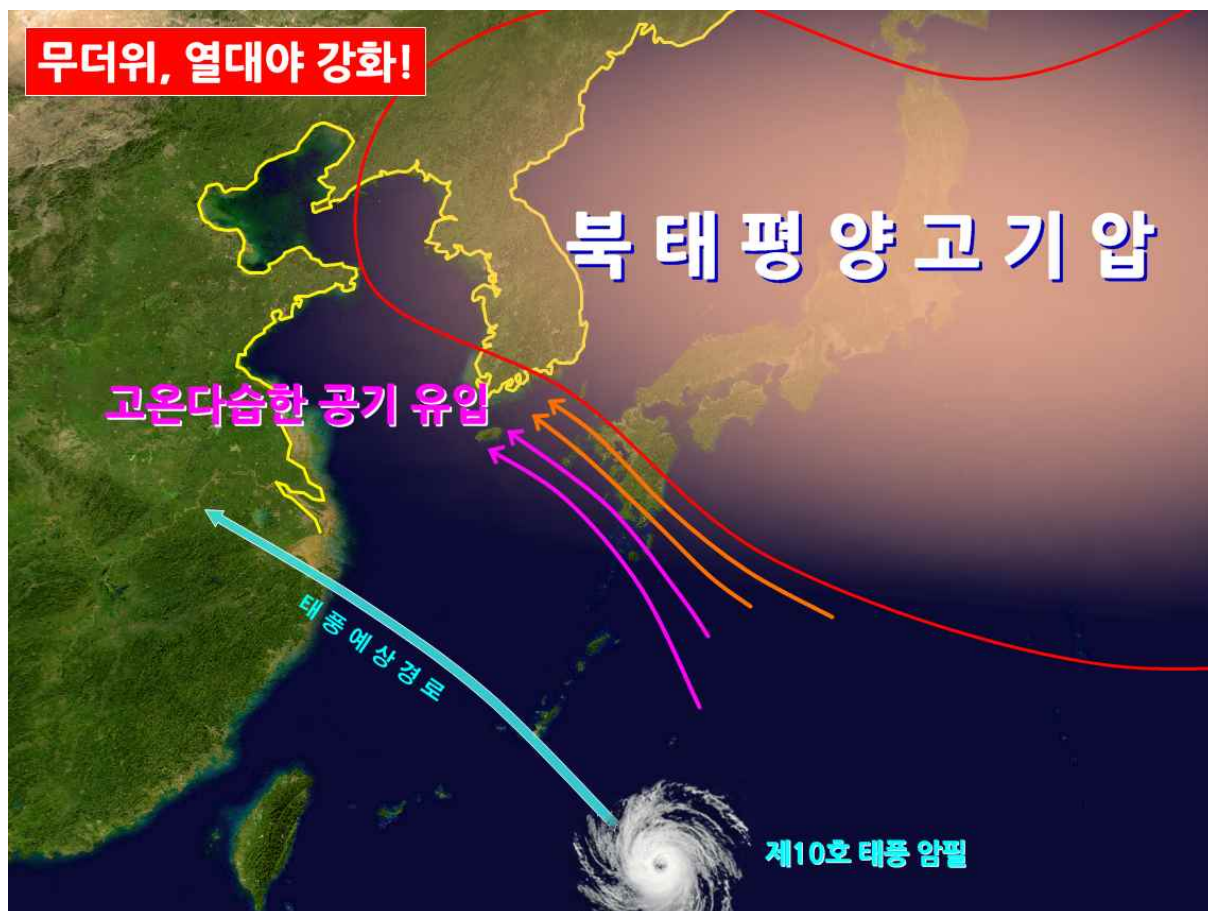 무더위, 열대야 강화!
북태평양고기압
고온다습한 공기 유입
태풍예상경로
제10호 태풍 암필